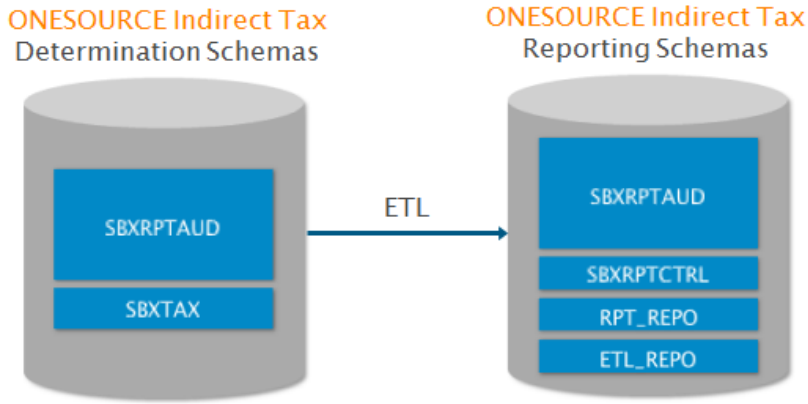 ONESOURCE Indirect Tax
Determination Schemas
SBXRPTAUD
SBXTAX
ETL
ONESOURCE Indirect Tax
Reporting Schemas
SBXRPTAUD
SBXRPTCTRL
RPT_REPO
ETL_REPO